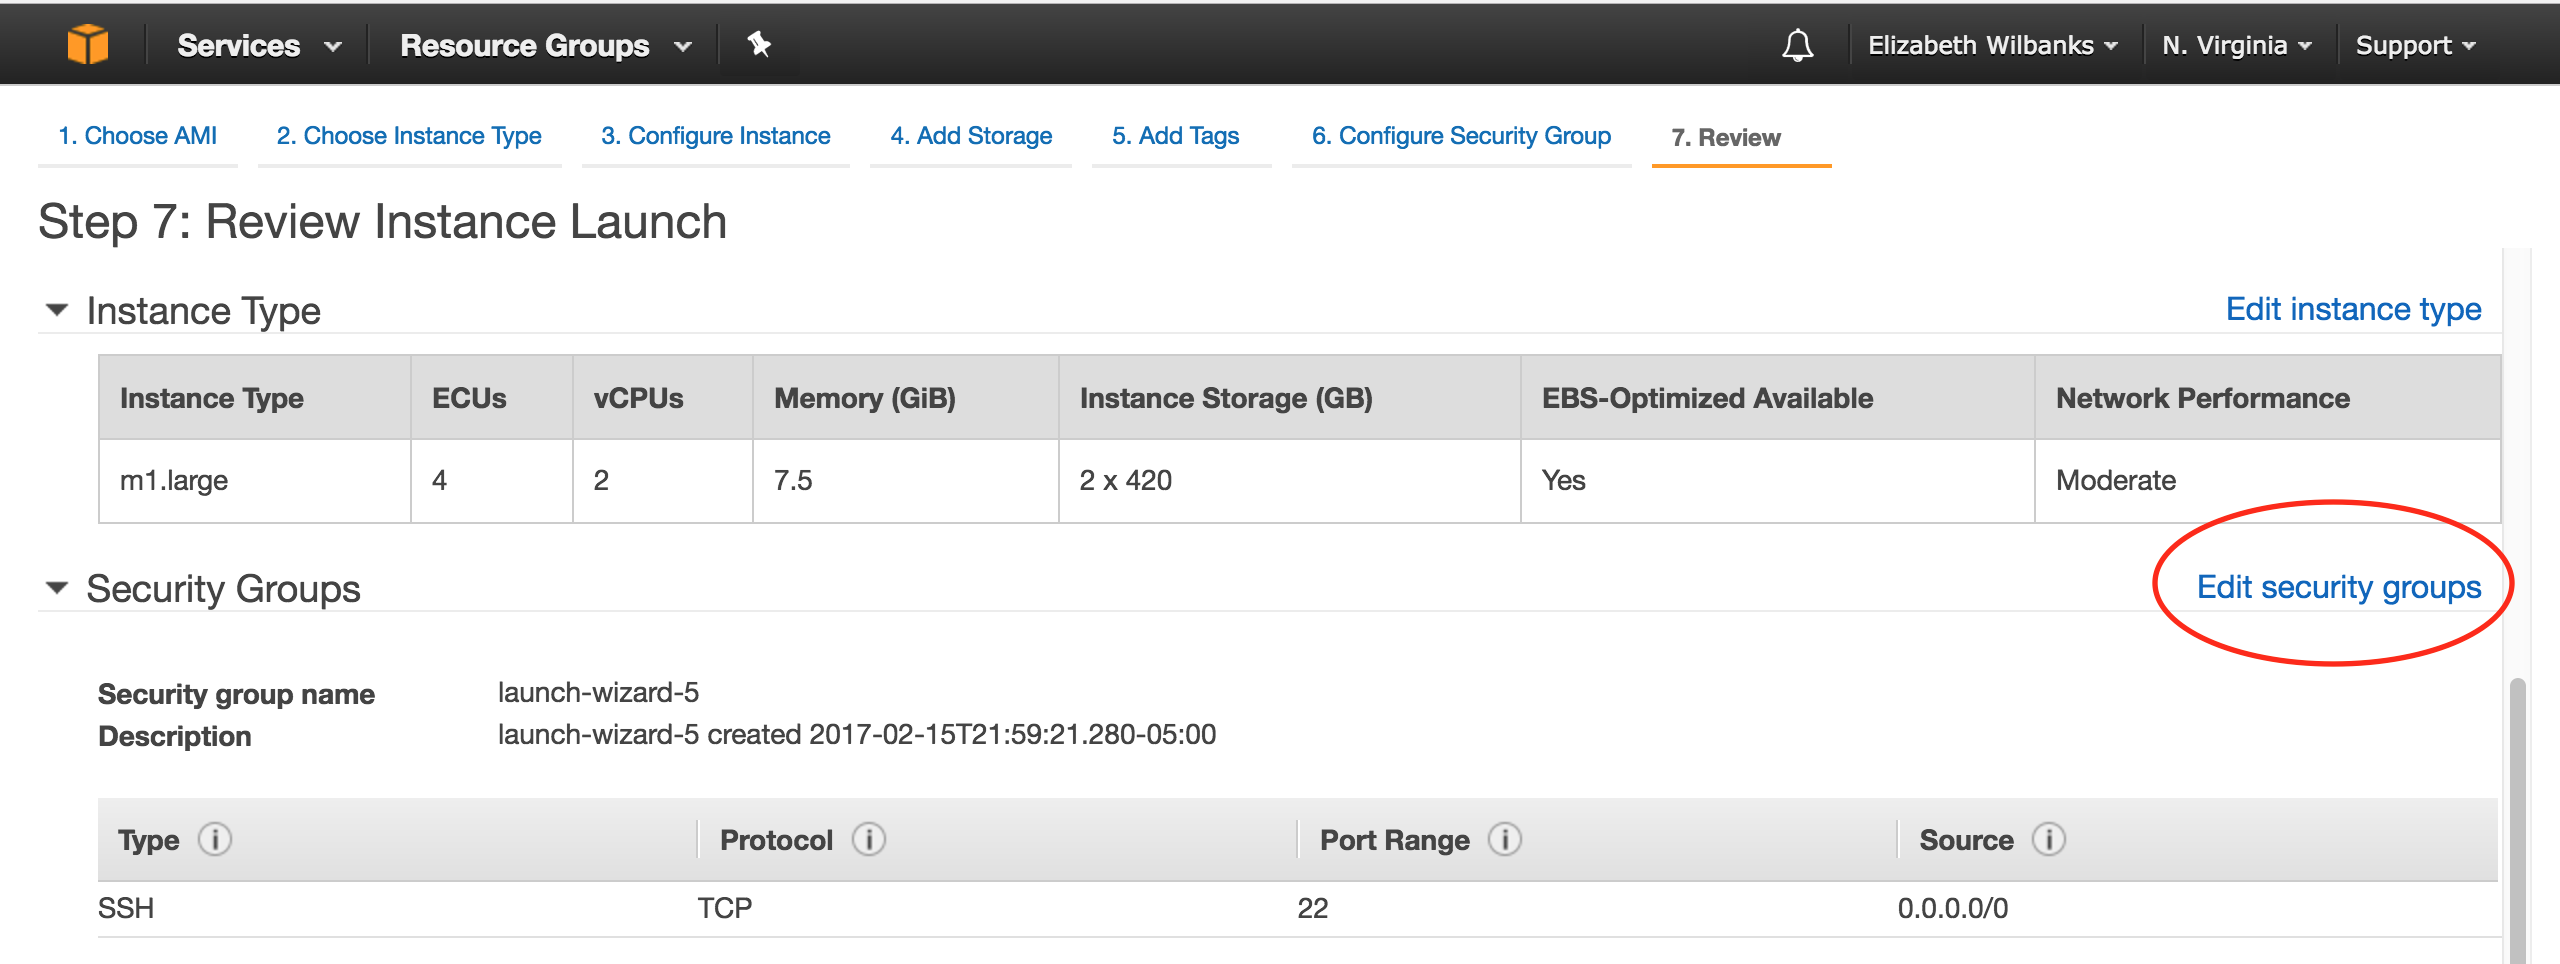 Services Resource Groups Elizabeth Wilbanks N. Virginia Support
1. Choose AMI 2. Choose Instance Type 3. Configure Instance 4. Add Storage 5. Add Tags 6. Configure Security Group 7. Review
Step 7: Review Instance Launch
Instance Type Edit instance type
Instance Type ECUs vCPUs Memory (GiB) Instance Storage (GB) EBS-Optimized Available Network Performance
m1.large 4 2 7.5 2 x 420 Yes Moderate
Security Groups Edit security groups
Security group name launch-wizard-5
Description launch-wizard-5 created 2017-02-15T21:59:21.280-05:00
Type i Protocol i Port Range i Source i
SSH TCP 22 0.0.0.0/0